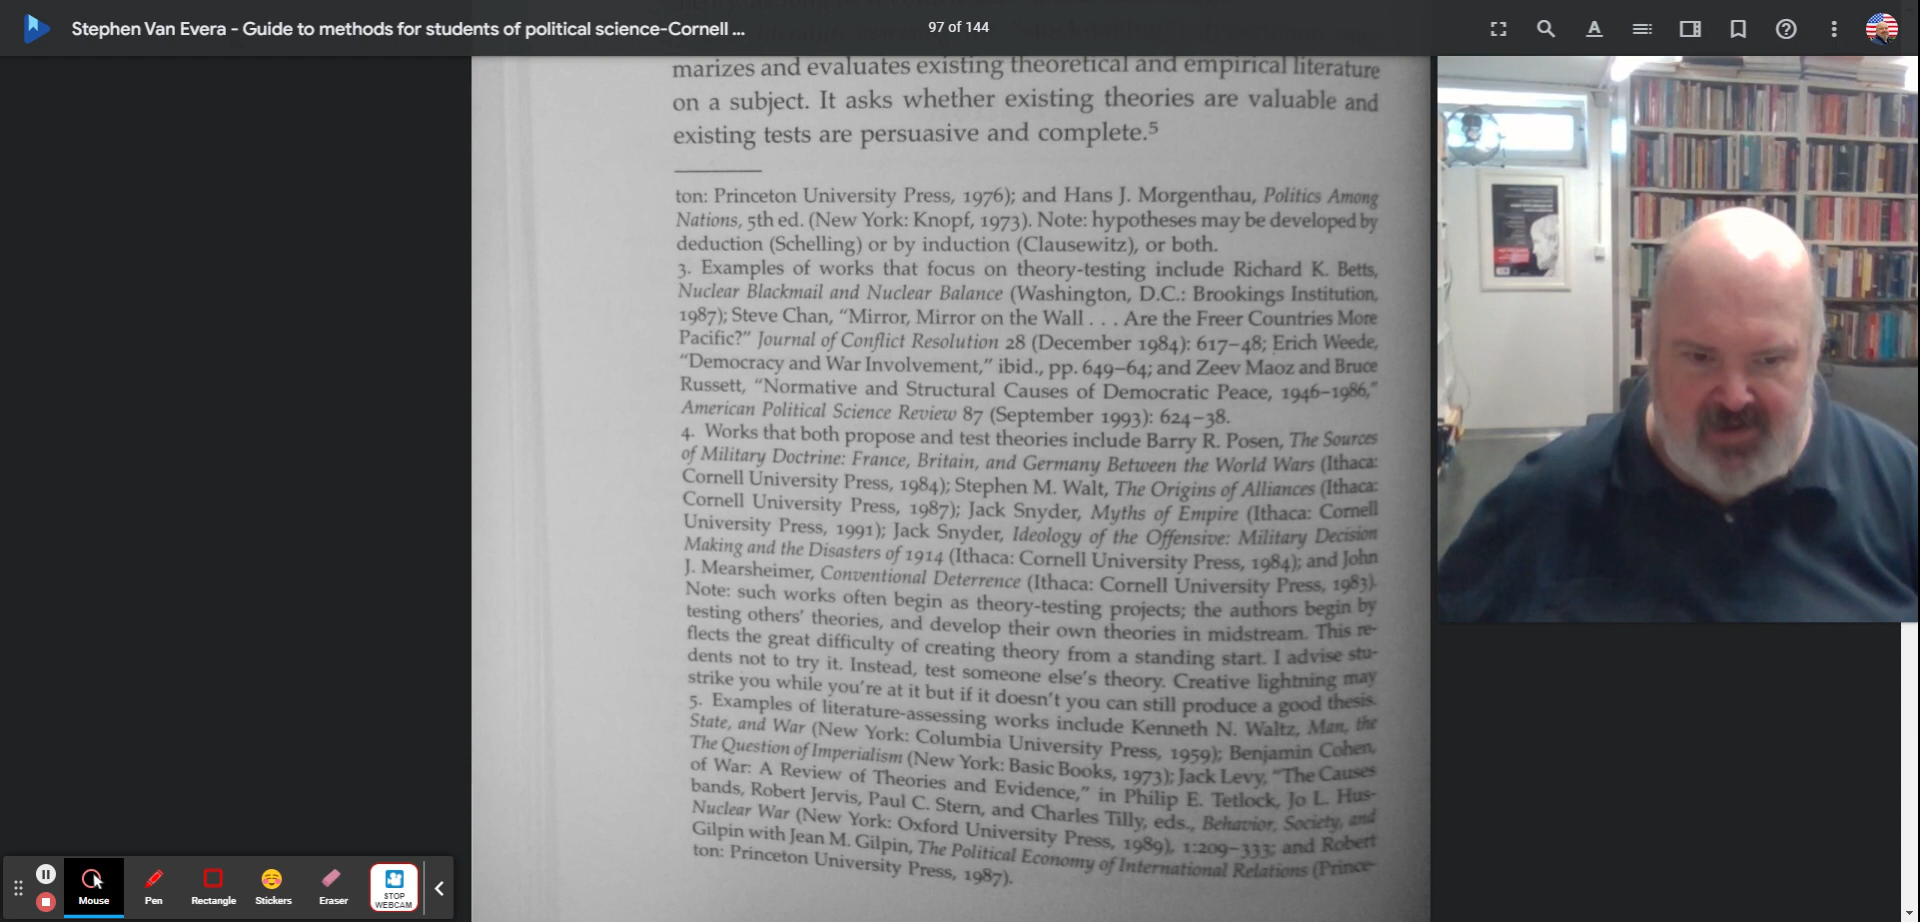 Stephen Van Evera - Guide to methods for students of political science-Cornell ...
97 of 144
marizes and evaluates existing theoretical and empirical literature
on a subject. It asks whether existing theories are valuable and
existing tests are persuasive and complete.⁵
ton: Princeton University Press, 1976); and Hans J. Morgenthau, Politics Among
Nations, 5th ed. (New York: Knopf, 1973). Note: hypotheses may be developed by
deduction (Schelling) or by induction (Clausewitz), or both.
3. Examples of works that focus on theory-testing include Richard K. Betts,
Nuclear Blackmail and Nuclear Balance (Washington, D.C.: Brookings Institution,
1987); Steve Chan, “Mirror, Mirror on the Wall . . . Are the Freer Countries More
Pacific?” Journal of Conflict Resolution 28 (December 1984): 617–48; Erich Weede,
“Democracy and War Involvement,” ibid., pp. 649–64; and Zeev Maoz and Bruce
Russett, “Normative and Structural Causes of Democratic Peace, 1946–1986,”
American Political Science Review 87 (September 1993): 624–38.
4. Works that both propose and test theories include Barry R. Posen, The Sources
of Military Doctrine: France, Britain, and Germany Between the World Wars (Ithaca:
Cornell University Press, 1984); Stephen M. Walt, The Origins of Alliances (Ithaca:
Cornell University Press, 1987); Jack Snyder, Myths of Empire (Ithaca: Cornell
University Press, 1991); Jack Snyder, Ideology of the Offensive: Military Decision
Making and the Disasters of 1914 (Ithaca: Cornell University Press, 1984); and John
J. Mearsheimer, Conventional Deterrence (Ithaca: Cornell University Press, 1983).
Note: such works often begin as theory-testing projects; the authors begin by
testing others’ theories, and develop their own theories in midstream. This re-
flects the great difficulty of creating theory from a standing start. I advise stu-
dents not to try it. Instead, test someone else’s theory. Creative lightning may
strike you while you’re at it but if it doesn’t you can still produce a good thesis.
5. Examples of literature-assessing works include Kenneth N. Waltz, Man, the
State, and War (New York: Columbia University Press, 1959); Benjamin Cohen,
The Question of Imperialism (New York: Basic Books, 1973); Jack Levy, “The Causes
of War: A Review of Theories and Evidence,” in Philip E. Tetlock, Jo L. Hus-
bands, Robert Jervis, Paul C. Stern, and Charles Tilly, eds., Behavior, Society, and
Nuclear War (New York: Oxford University Press, 1989), 1:209–333; and Robert
Gilpin with Jean M. Gilpin, The Political Economy of International Relations (Prince-
ton: Princeton University Press, 1987).
Mouse
Pen
Rectangle
Stickers
Eraser
STOP
WEBCAM